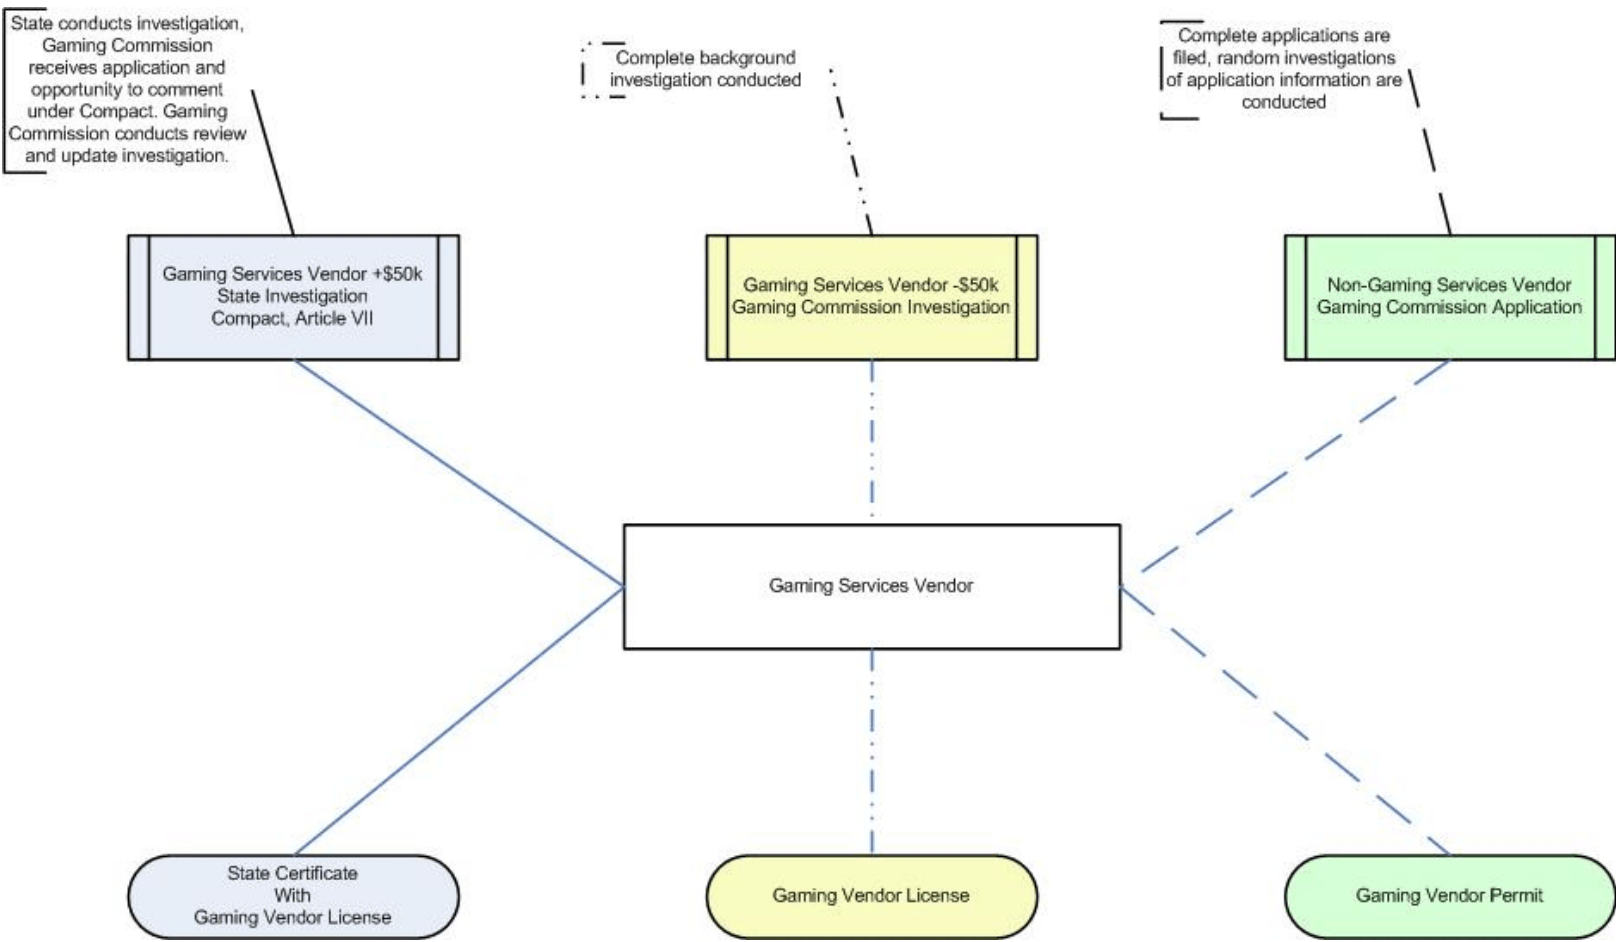 State conducts investigation,
Gaming Commission
receives application and
opportunity to comment
under Compact. Gaming
Commission conducts review
and update investigation.
Complete background
investigation conducted
Complete applications are
filed, random investigations
of application information are
conducted
Gaming Services Vendor +$50k
State Investigation
Compact, Article VII
Gaming Services Vendor -$50k
Gaming Commission Investigation
Non-Gaming Services Vendor
Gaming Commission Application
Gaming Services Vendor
State Certificate
With
Gaming Vendor License
Gaming Vendor License
Gaming Vendor Permit